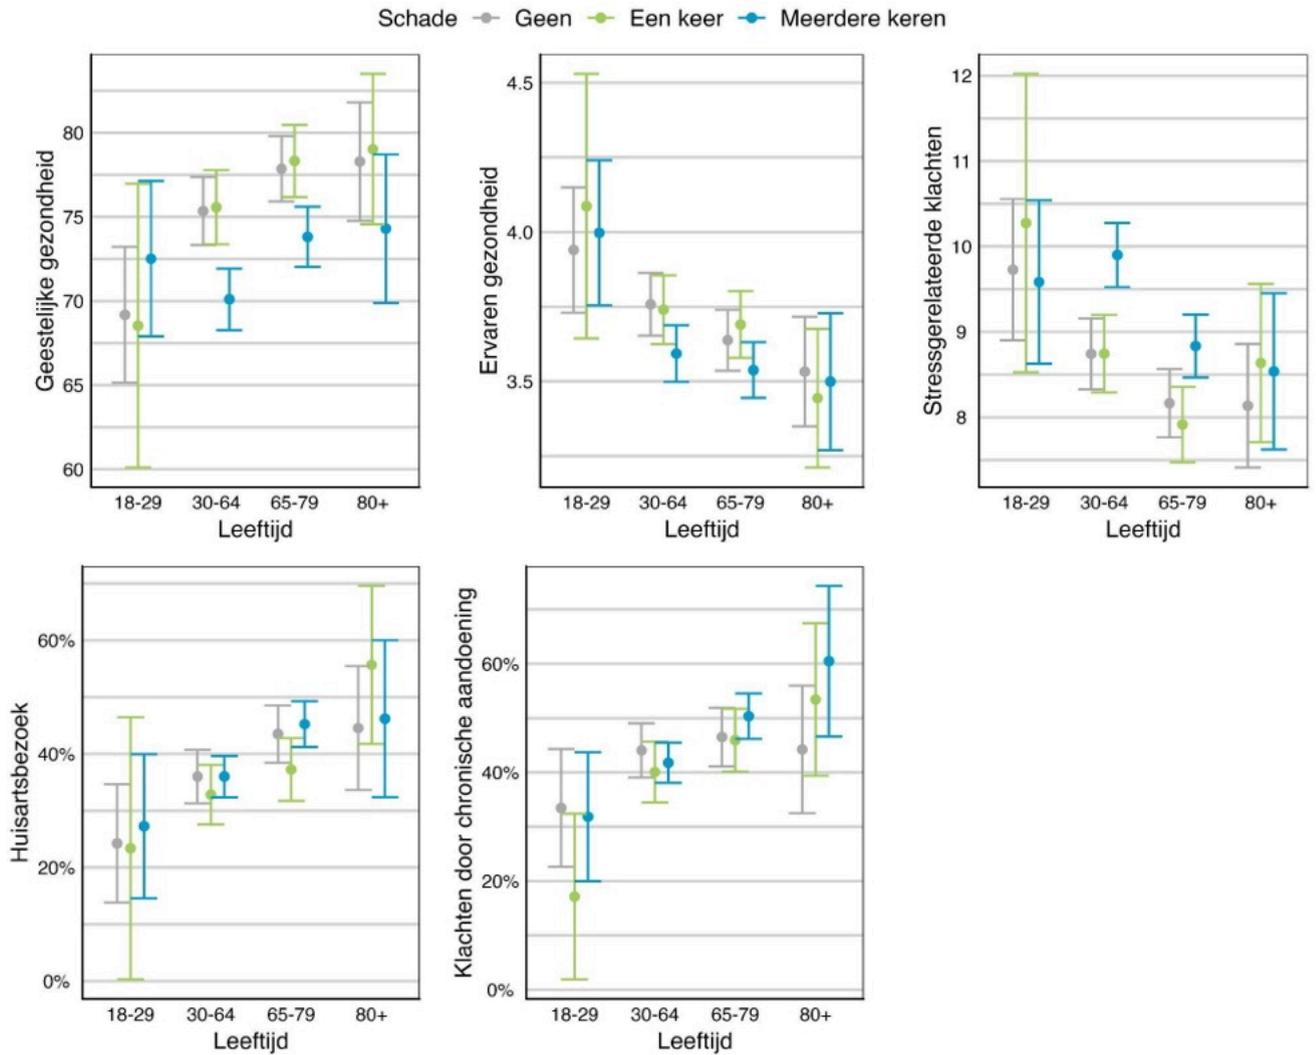 Schade Geen Een keer Meerdere keren
Geestelijke gezondheid
80
75
70
65
60
18-29 30-64 65-79 80+
Leeftijd
Ervaren gezondheid
4.5
4.0
3.5
18-29 30-64 65-79 80+
Leeftijd
Stressgerelateerde klachten
12
11
10
9
8
18-29 30-64 65-79 80+
Leeftijd
Huisartsbezoek
60%
40%
20%
0%
18-29 30-64 65-79 80+
Leeftijd
Klachten door chronische aandoening
60%
40%
20%
0%
18-29 30-64 65-79 80+
Leeftijd